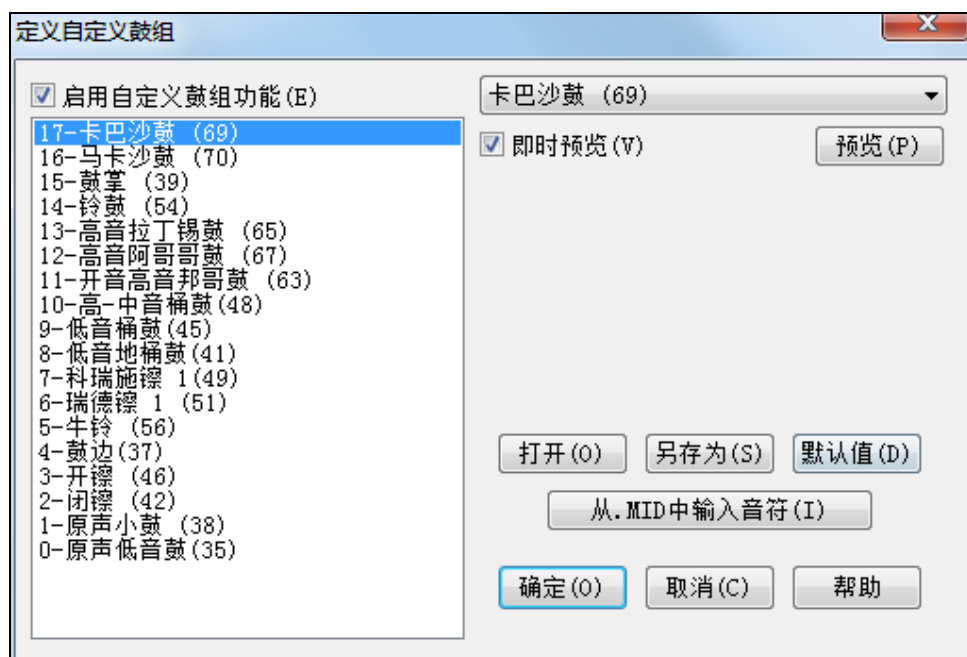 定义自定义鼓组
启用自定义鼓组功能(E)
17-卡巴沙鼓 (69)
16-马卡沙鼓 (70)
15-鼓掌 (39)
14-铃鼓 (54)
13-高音拉丁锡鼓 (65)
12-高音阿哥哥鼓 (67)
11-开音高音邦哥鼓 (63)
10-高-中音桶鼓(48)
9-低音桶鼓(45)
8-低音地桶鼓(41)
7-科瑞施镲 1(49)
6-瑞德镲 1 (51)
5-牛铃 (56)
4-鼓边(37)
3-开镲 (46)
2-闭镲 (42)
1-原声小鼓 (38)
0-原声低音鼓(35)
卡巴沙鼓 (69)
即时预览(V)
预览(P)
打开(O)
另存为(S)
默认值(D)
从.MID中输入音符(I)
确定(O)
取消(C)
帮助